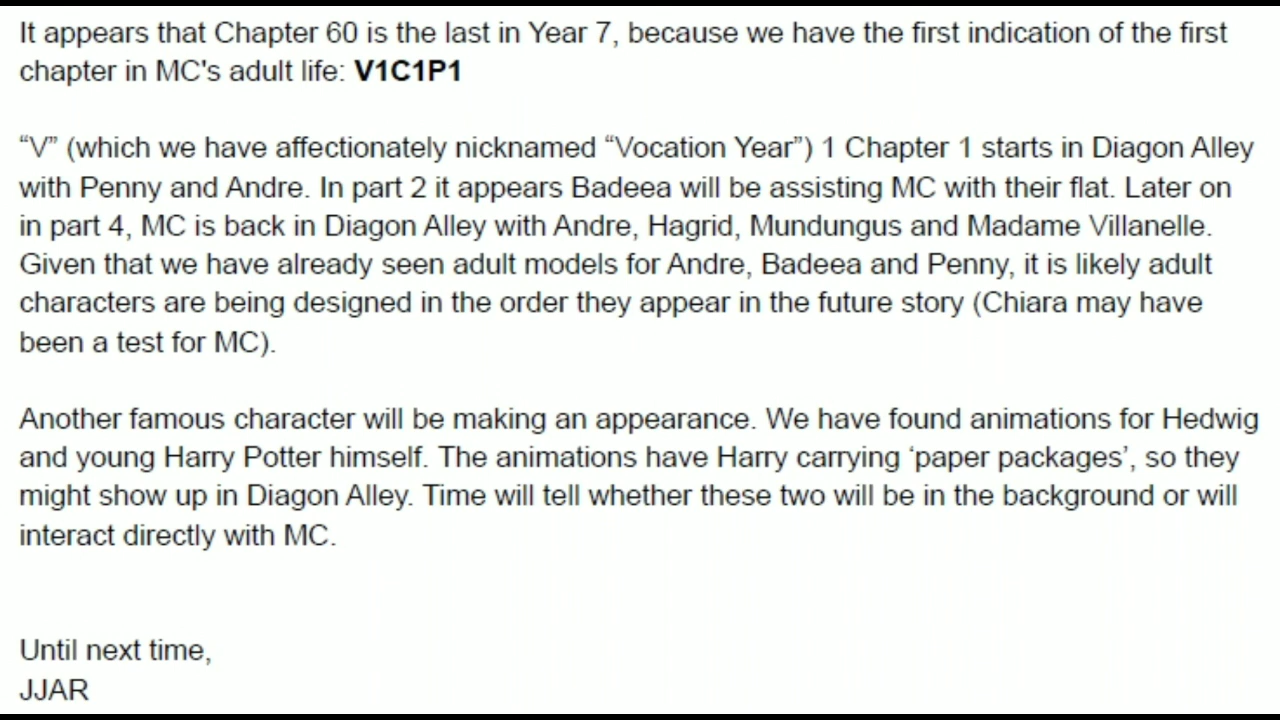 It appears that Chapter 60 is the last in Year 7, because we have the first indication of the first
chapter in MC's adult life: V1C1P1
“V” (which we have affectionately nicknamed “Vocation Year”) 1 Chapter 1 starts in Diagon Alley
with Penny and Andre. In part 2 it appears Badeea will be assisting MC with their flat. Later on
in part 4, MC is back in Diagon Alley with Andre, Hagrid, Mundungus and Madame Villanelle.
Given that we have already seen adult models for Andre, Badeea and Penny, it is likely adult
characters are being designed in the order they appear in the future story (Chiara may have
been a test for MC).
Another famous character will be making an appearance. We have found animations for Hedwig
and young Harry Potter himself. The animations have Harry carrying ‘paper packages’, so they
might show up in Diagon Alley. Time will tell whether these two will be in the background or will
interact directly with MC.
Until next time,
JJAR